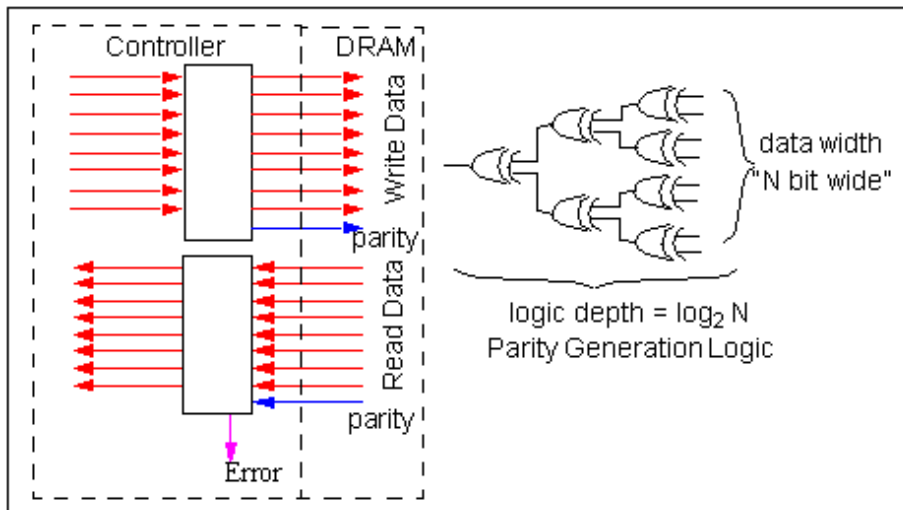 Controller
DRAM
Write Data
parity
Read Data
parity
Error
data width
"N bit wide"
logic depth = log₂ N
Parity Generation Logic